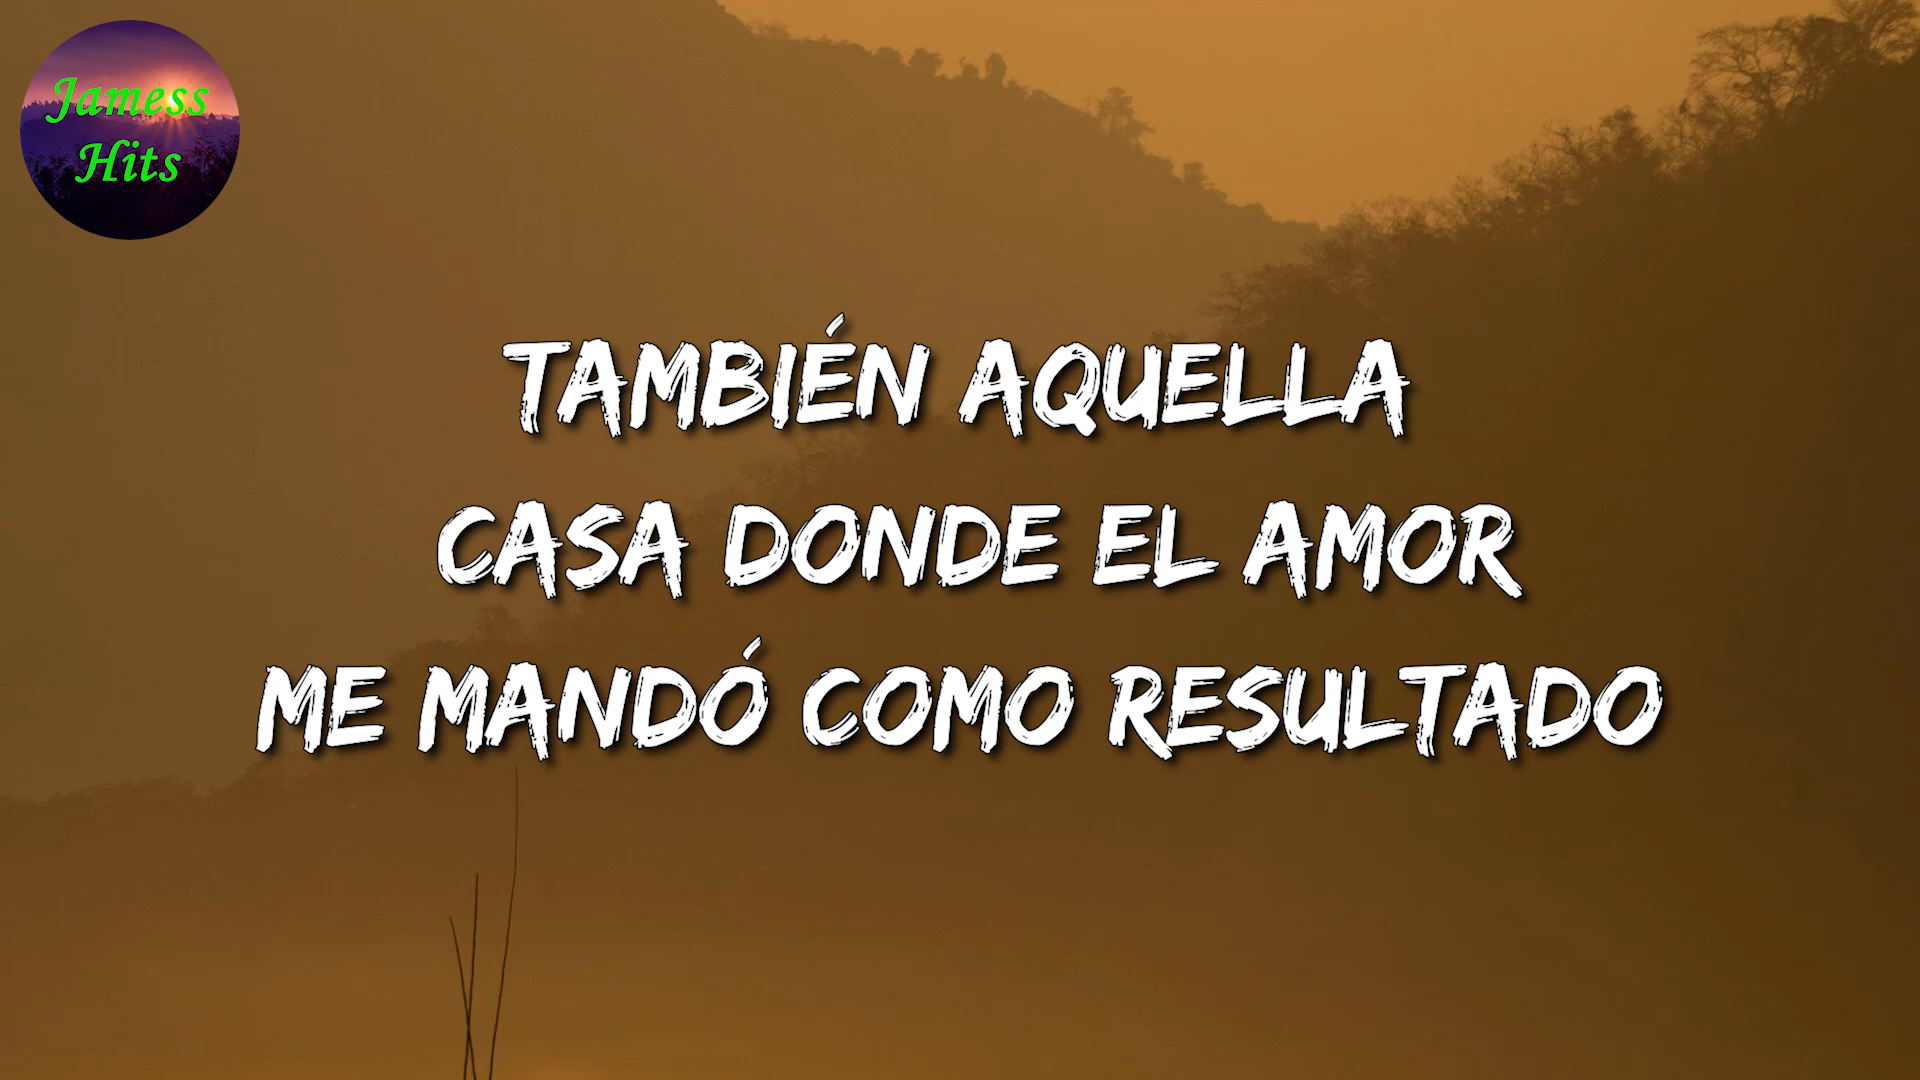 Jamess
Hits
TAMBIÉN AQUELLA
CASA DONDE EL AMOR
ME MANDÓ COMO RESULTADO